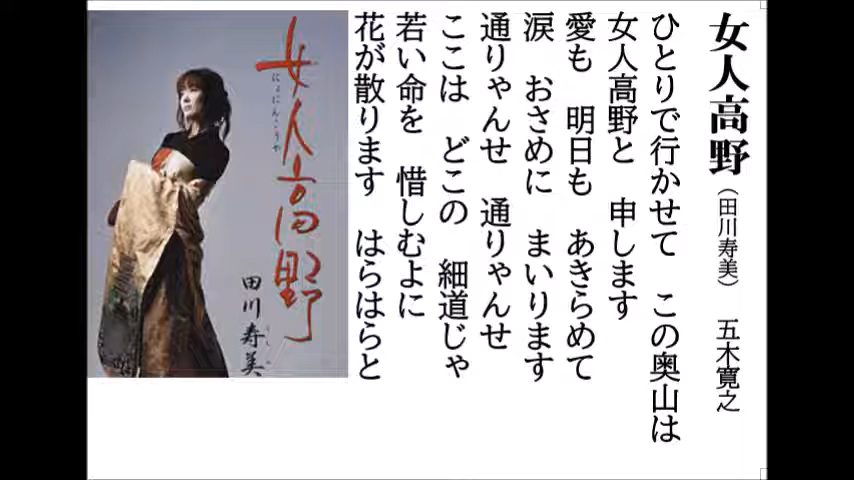 女人高野（田川寿美） 五木寛之
ひとりで行かせて この奥山は
女人高野と 申します
愛も 明日も あきらめて
涙 おさめに まいります
通りゃんせ 通りゃんせ
ここは どこの 細道じゃ
若い命を 惜しむよに
花が散ります はらはらと
女人高野
にょにんこうや
田川寿美